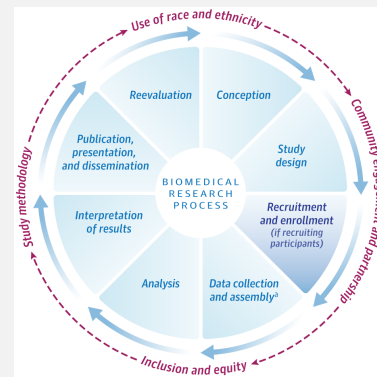 Use of race and ethnicity
Reevaluation
Conception
Publication,
presentation,
and dissemination
Study
design
BIOMEDICAL
RESEARCH
PROCESS
Study methodology
Community engagement and partnership
Interpretation
of results
Recruitment
and enrollment
(if recruiting
participants)
Analysis
Data collection
and assemblyª
Inclusion and equity